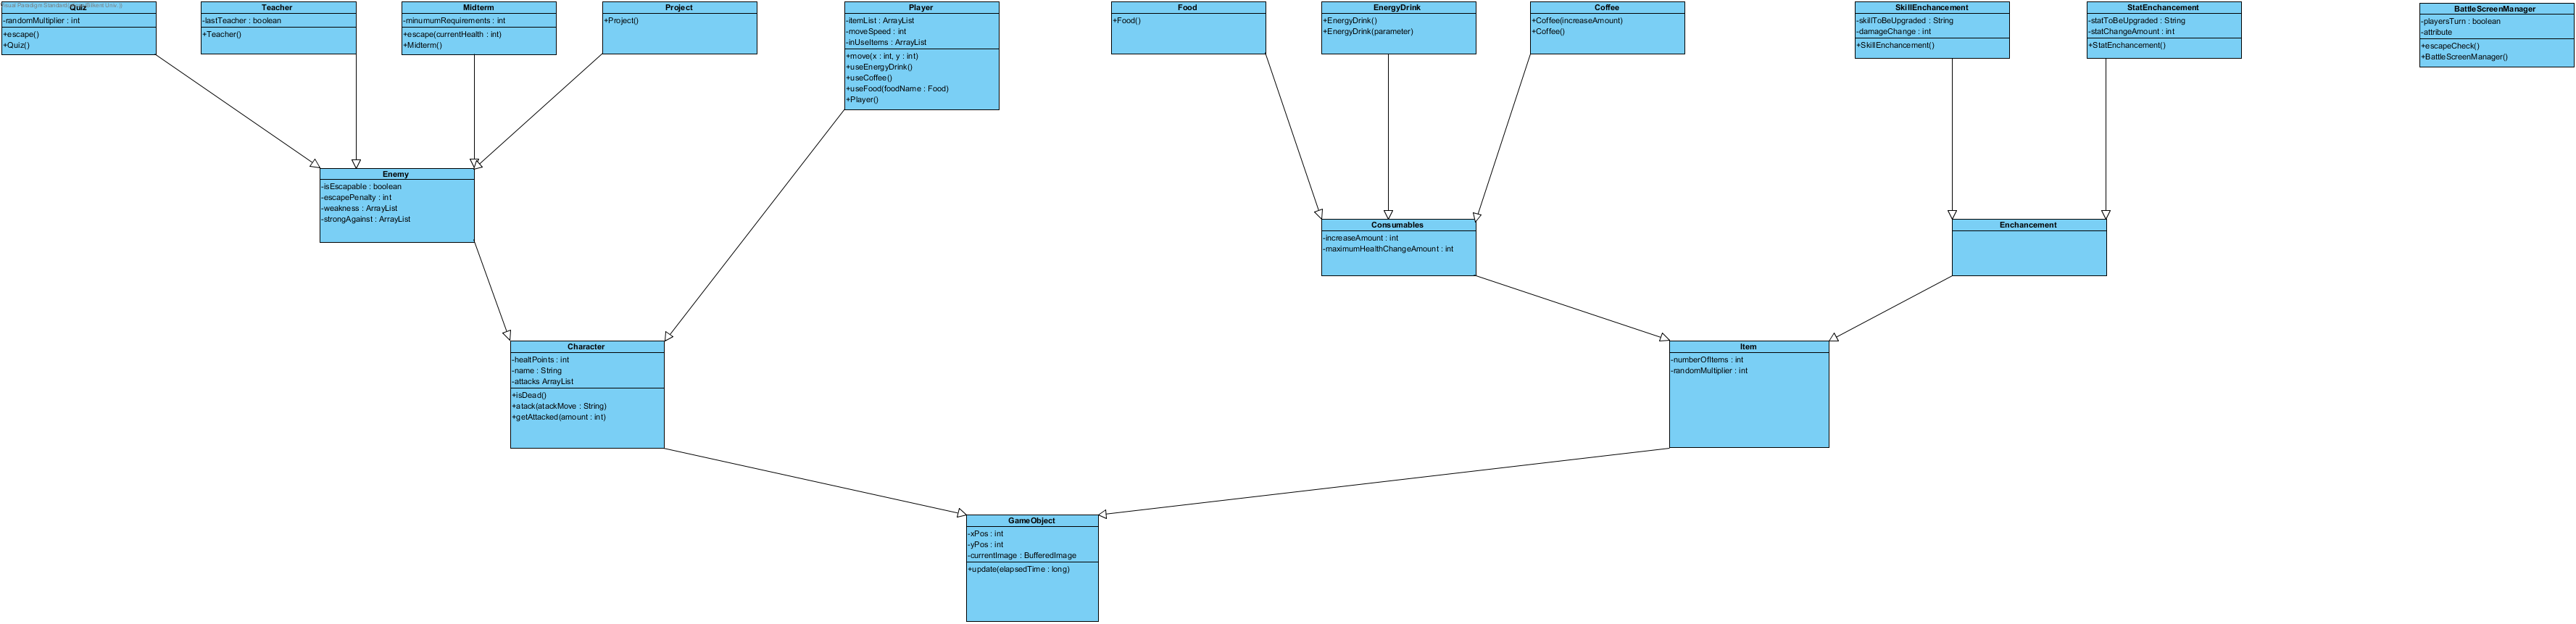 Quiz
-randomMultiplier : int
+escape()
+Quiz()
Teacher
-lastTeacher : boolean
+Teacher()
Midterm
-minumumRequirements : int
+escape(currentHealth : int)
+Midterm()
Project
+Project()
Player
-itemList : ArrayList
-moveSpeed : int
-inUseItems : ArrayList
+move(x : int, y : int)
+useEnergyDrink()
+useCoffee()
+useFood(foodName : Food)
+Player()
Food
+Food()
EnergyDrink
+EnergyDrink()
+EnergyDrink(parameter)
Coffee
+Coffee(increaseAmount)
+Coffee()
SkillEnchancement
-skillToBeUpgraded : String
-damageChange : int
+SkillEnchancement()
StatEnchancement
-statToBeUpgraded : String
-statChangeAmount : int
+StatEnchancement()
BattleScreenManager
-playersTurn : boolean
-attribute
+escapeCheck()
+BattleScreenManager()
Enemy
-isEscapable : boolean
-escapePenalty : int
-weakness : ArrayList
-strongAgainst : ArrayList
Consumables
-increaseAmount : int
-maximumHealthChangeAmount : int
Enchancement
Character
-healtPoints : int
-name : String
-attacks ArrayList
+isDead()
+atack(atackMove : String)
+getAttacked(amount : int)
Item
-numberOfItems : int
-randomMultiplier : int
GameObject
-xPos : int
-yPos : int
-currentImage : BufferedImage
+update(elapsedTime : long)